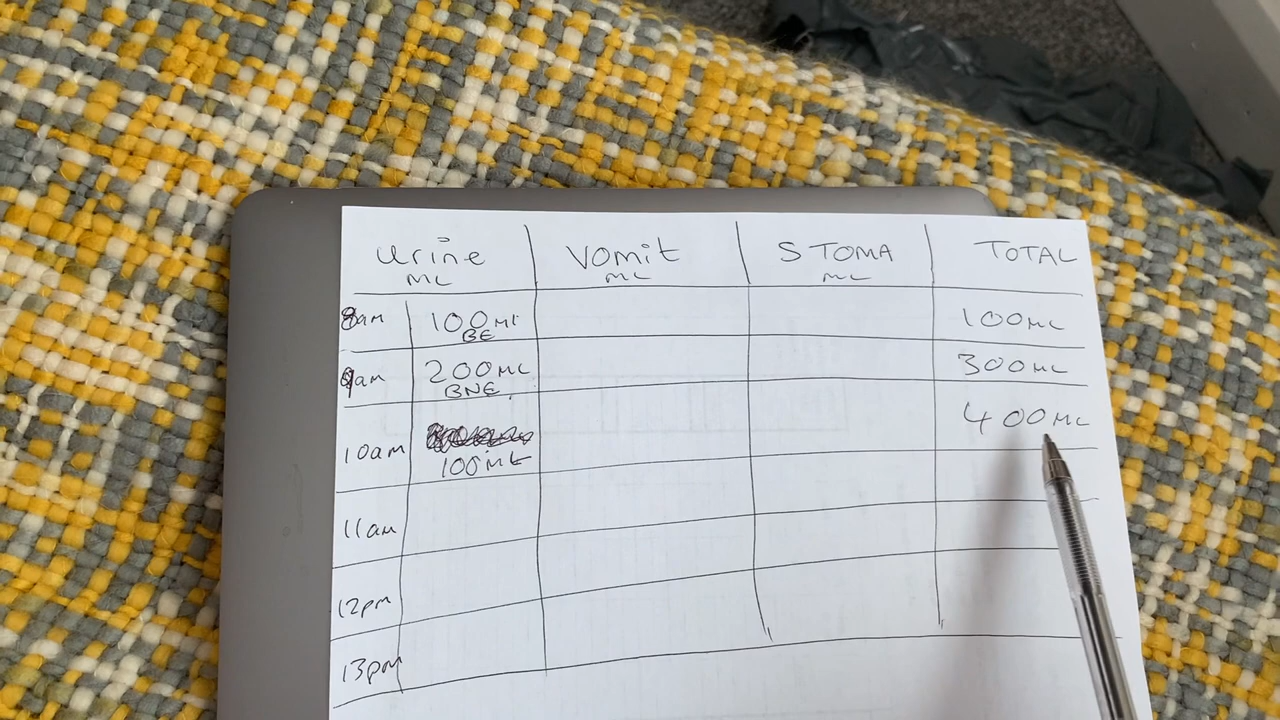 urine VOMIT STOMA TOTAL
ML ML ML
8am 100ml 100ML
BE
9am 200ML 300ML
BNE
10am 400ML
100ML
11am
12pm
13pm